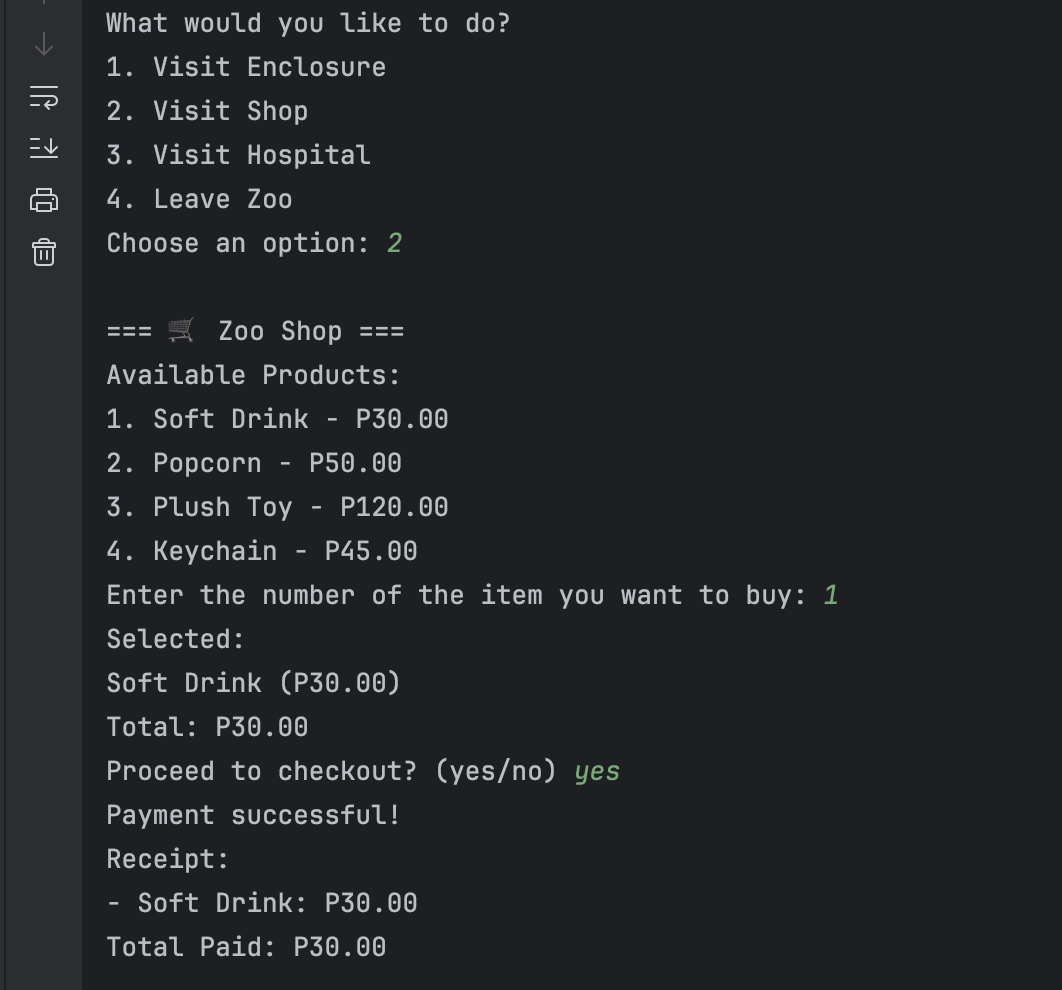 What would you like to do?
1. Visit Enclosure
2. Visit Shop
3. Visit Hospital
4. Leave Zoo
Choose an option: 2
=== 🛒 Zoo Shop ===
Available Products:
1. Soft Drink - P30.00
2. Popcorn - P50.00
3. Plush Toy - P120.00
4. Keychain - P45.00
Enter the number of the item you want to buy: 1
Selected:
Soft Drink (P30.00)
Total: P30.00
Proceed to checkout? (yes/no) yes
Payment successful!
Receipt:
- Soft Drink: P30.00
Total Paid: P30.00